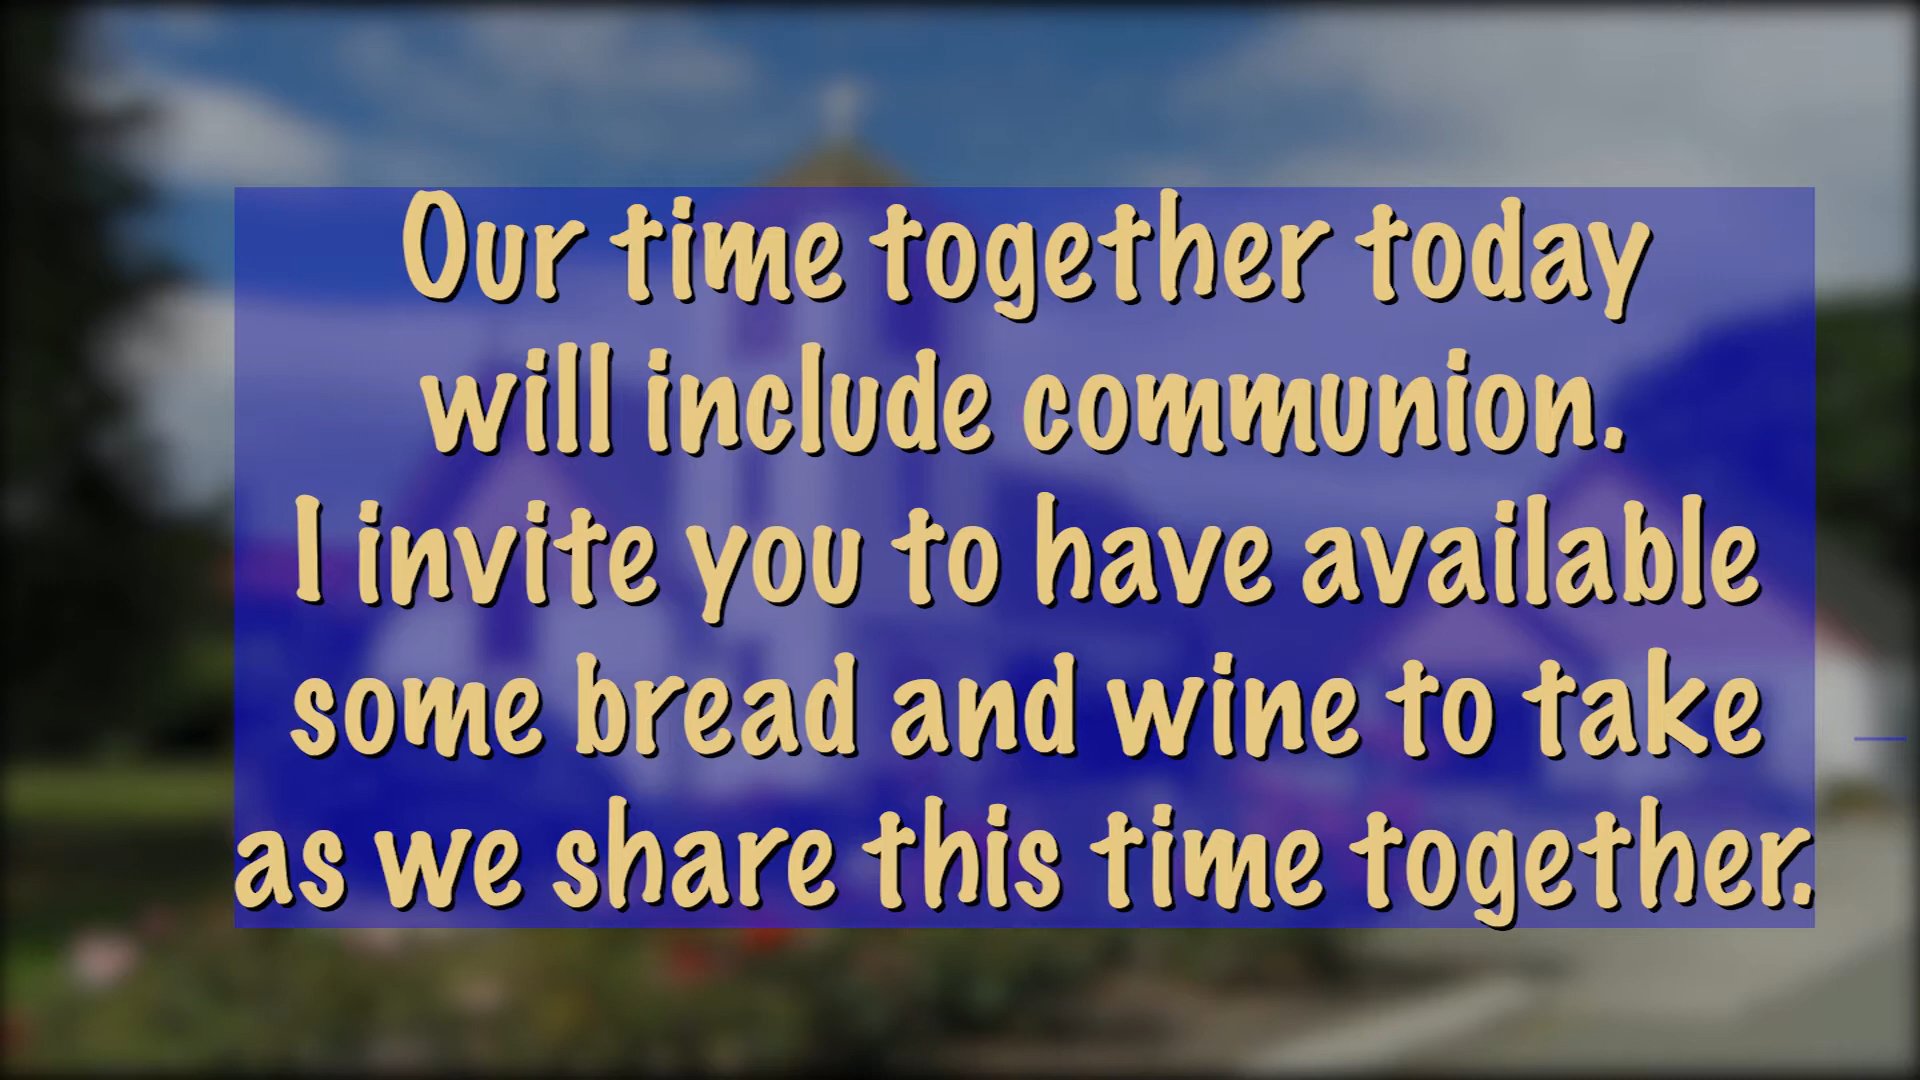 Our time together today
will include communion.
I invite you to have available
some bread and wine to take
as we share this time together.